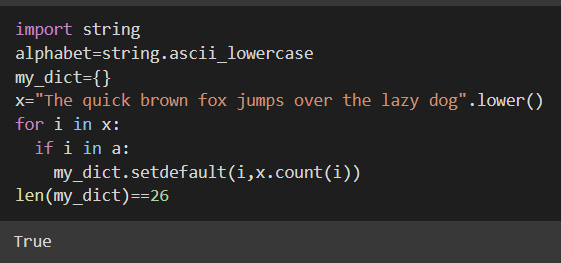 import string
alphabet=string.ascii_lowercase
my_dict={}
x="The quick brown fox jumps over the lazy dog".lower()
for i in x:
  if i in a:
    my_dict.setdefault(i,x.count(i))
len(my_dict)==26
True